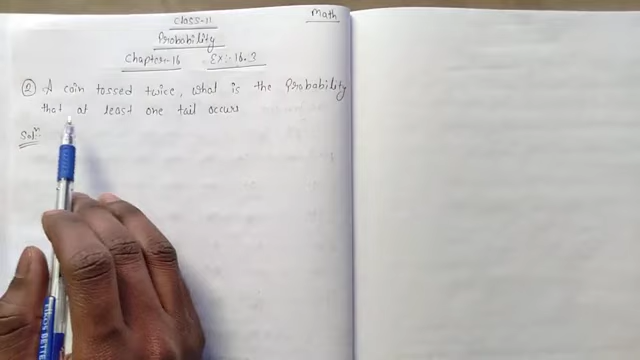 Class-11
Math
Probability
Chapter-16 Ex:-16.3
② A coin tossed twice, what is the Probability
that at least one tail occurs
Solⁿ:-